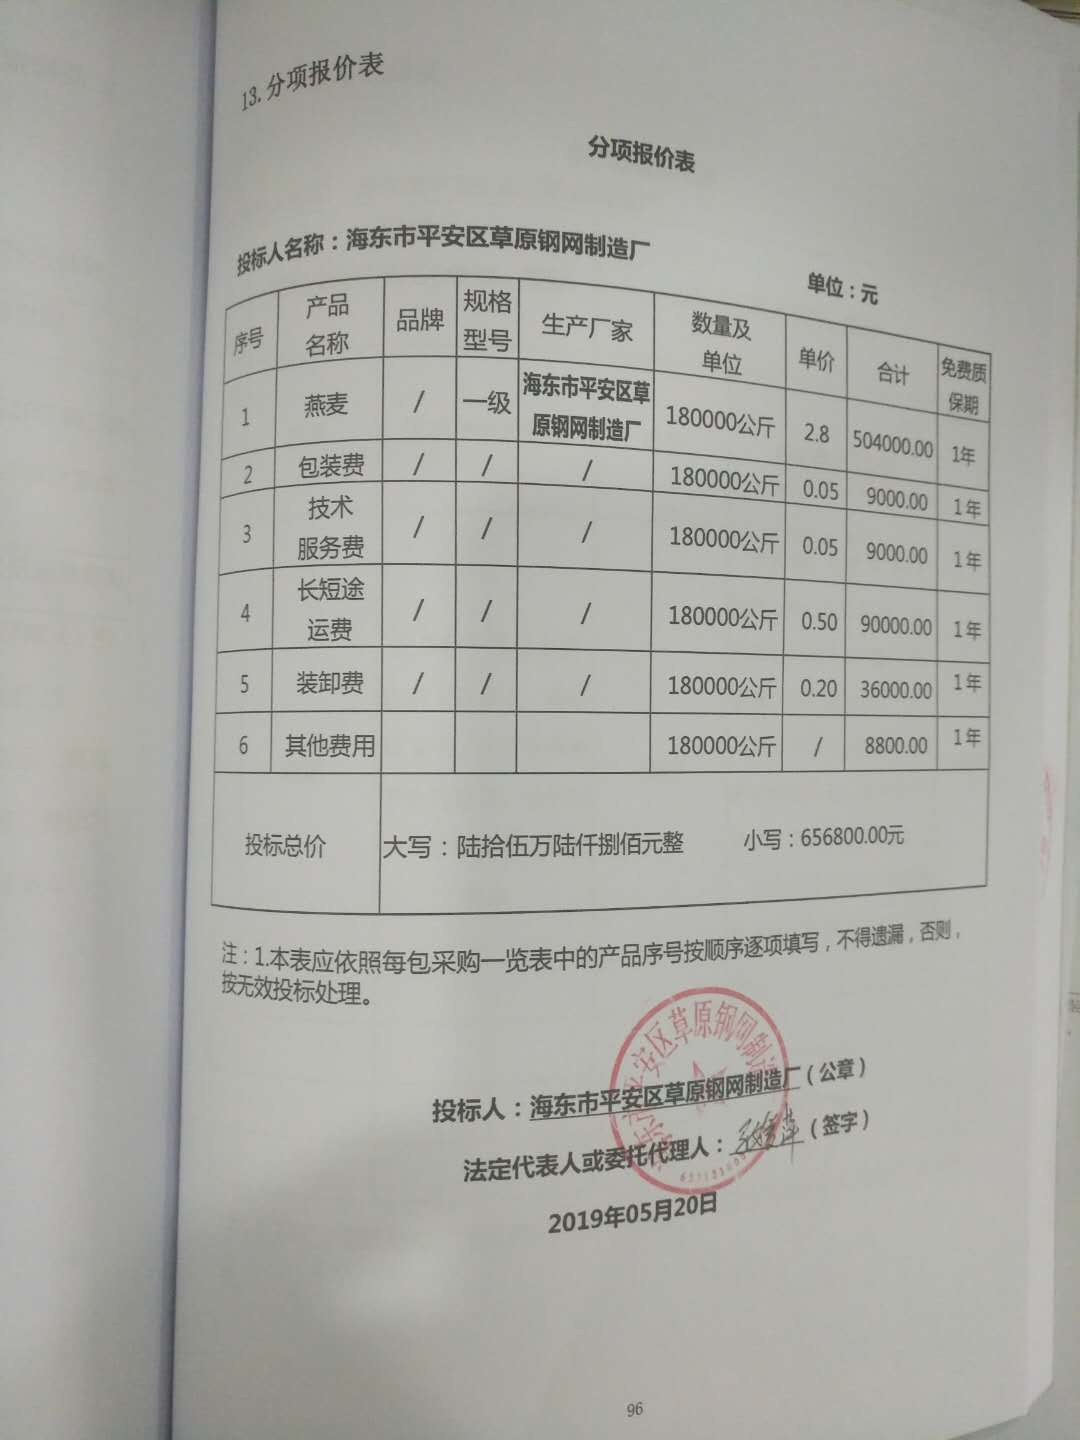 13.分项报价表
分项报价表
投标人名称：海东市平安区草原钢网制造厂
单位：元
序号 产品名称 品牌 规格型号 生产厂家 数量及单位 单价 合计 免费质保期
1 燕麦 / 一级 海东市平安区草原钢网制造厂 180000公斤 2.8 504000.00 1年
2 包装费 / / / 180000公斤 0.05 9000.00 1年
3 技术服务费 / / / 180000公斤 0.05 9000.00 1年
4 长短途运费 / / / 180000公斤 0.50 90000.00 1年
5 装卸费 / / / 180000公斤 0.20 36000.00 1年
6 其他费用 180000公斤 / 8800.00 1年
投标总价 大写：陆拾伍万陆仟捌佰元整 小写：656800.00元
注：1.本表应依照每包采购一览表中的产品序号按顺序逐项填写，不得遗漏，否则，
按无效投标处理。
海东市平安区草原钢网制造厂
投标人：海东市平安区草原钢网制造厂（公章）
法定代表人或委托代理人：（签字）
2019年05月20日
96